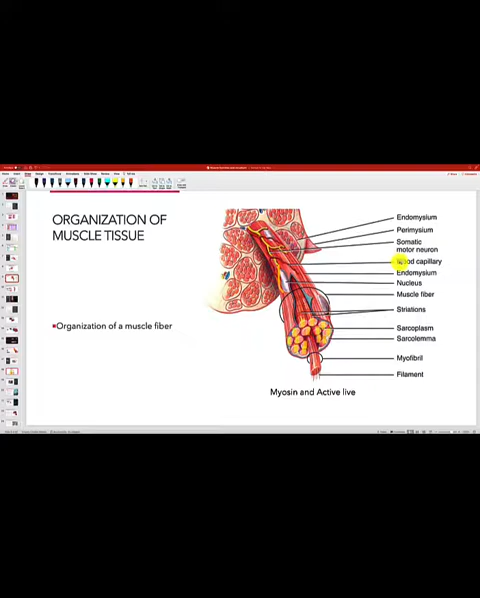 ORGANIZATION OF
MUSCLE TISSUE
Organization of a muscle fiber
Endomysium
Perimysium
Somatic
motor neuron
Blood capillary
Endomysium
Nucleus
Muscle fiber
Striations
Sarcoplasm
Sarcolemma
Myofibril
Filament
Myosin and Active live